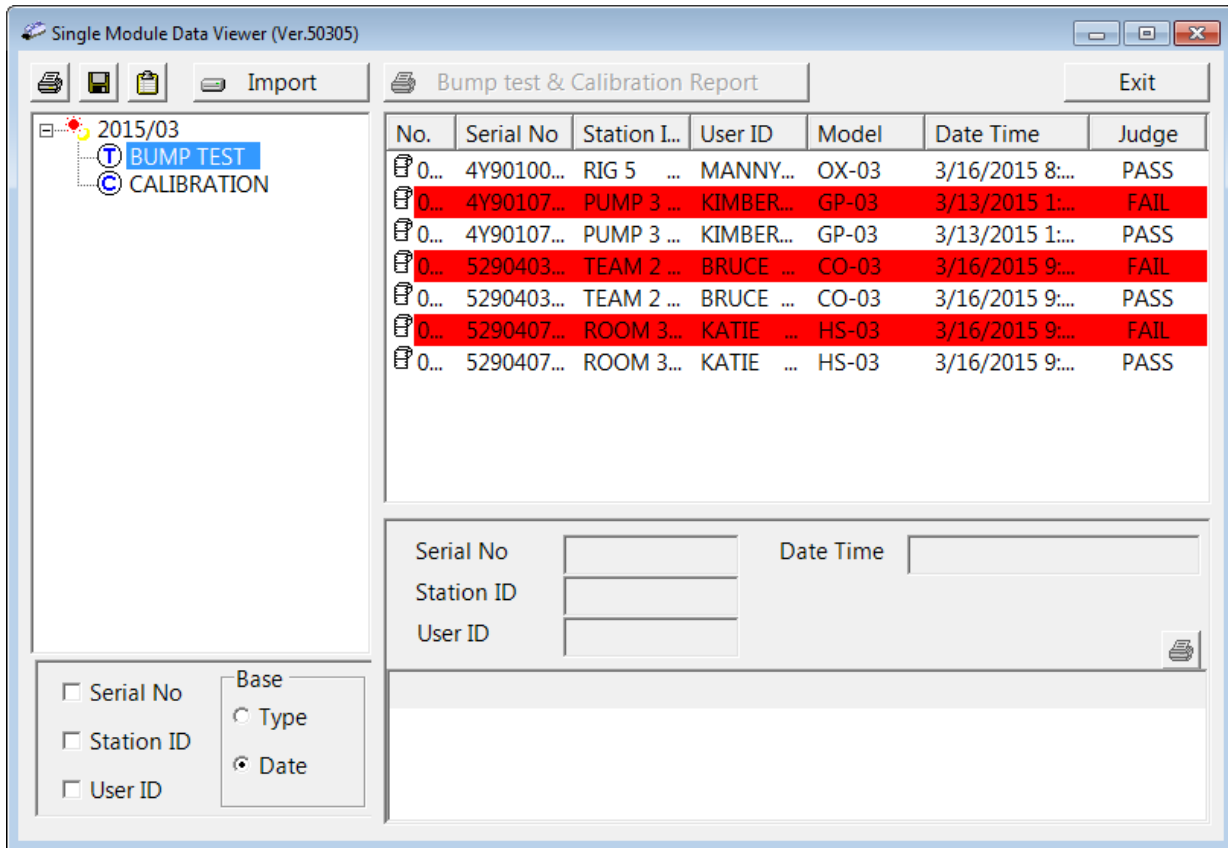 Single Module Data Viewer (Ver.50305)
Import
Bump test & Calibration Report
Exit
2015/03
T BUMP TEST
C CALIBRATION
No. Serial No Station I... User ID Model Date Time Judge
0... 4Y90100... RIG 5 ... MANNY... OX-03 3/16/2015 8:... PASS
0... 4Y90107... PUMP 3 ... KIMBER... GP-03 3/13/2015 1:... FAIL
0... 4Y90107... PUMP 3 ... KIMBER... GP-03 3/13/2015 1:... PASS
0... 5290403... TEAM 2 ... BRUCE ... CO-03 3/16/2015 9:... FAIL
0... 5290403... TEAM 2 ... BRUCE ... CO-03 3/16/2015 9:... PASS
0... 5290407... ROOM 3... KATIE ... HS-03 3/16/2015 9:... FAIL
0... 5290407... ROOM 3... KATIE ... HS-03 3/16/2015 9:... PASS
Serial No
Date Time
Station ID
User ID
Serial No
Station ID
User ID
Base
Type
Date